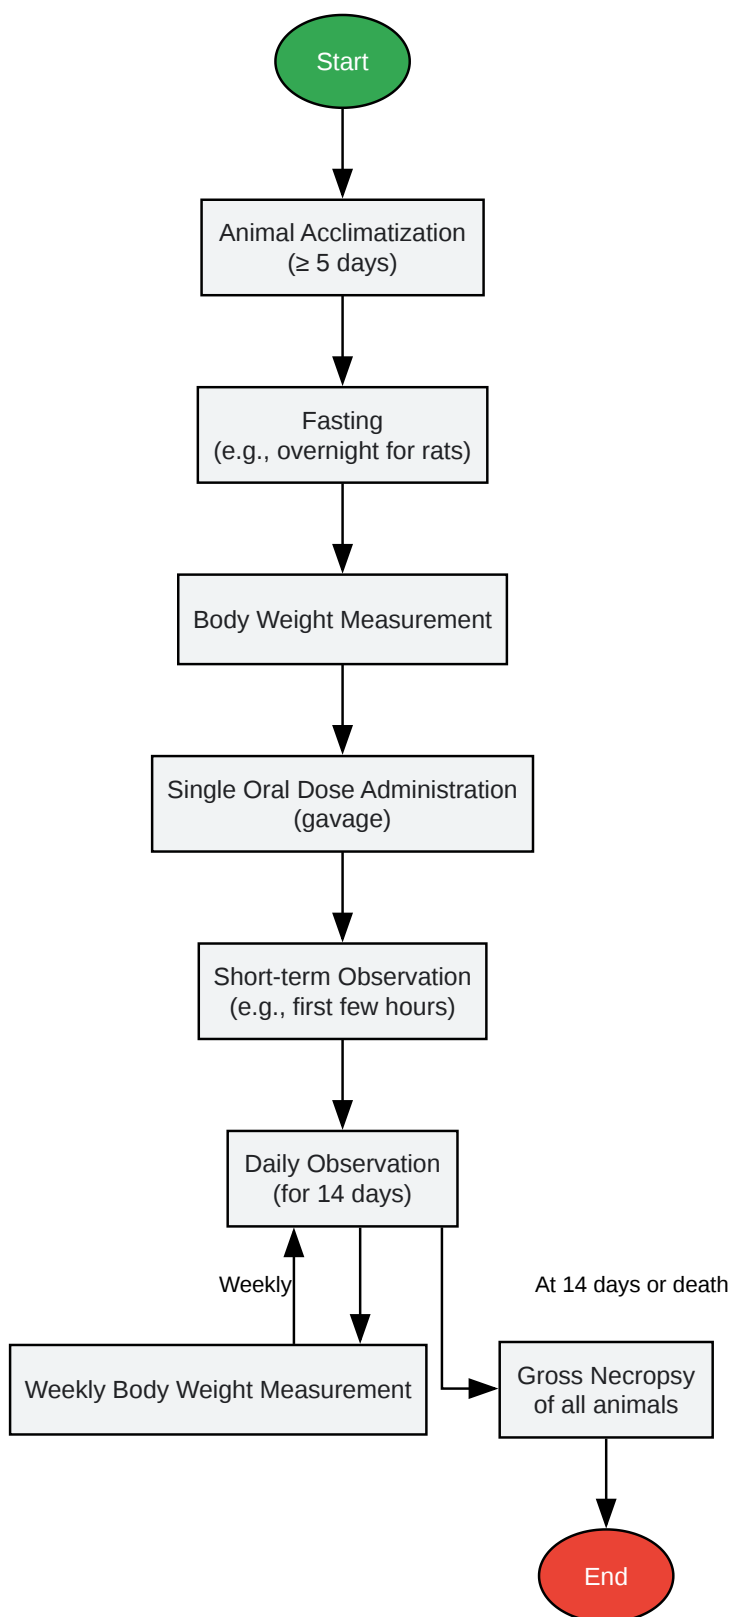 Start
Animal Acclimatization
(≥ 5 days)
Fasting
(e.g., overnight for rats)
Body Weight Measurement
Single Oral Dose Administration
(gavage)
Short-term Observation
(e.g., first few hours)
Daily Observation
(for 14 days)
Weekly
At 14 days or death
Weekly Body Weight Measurement
Gross Necropsy
of all animals
End